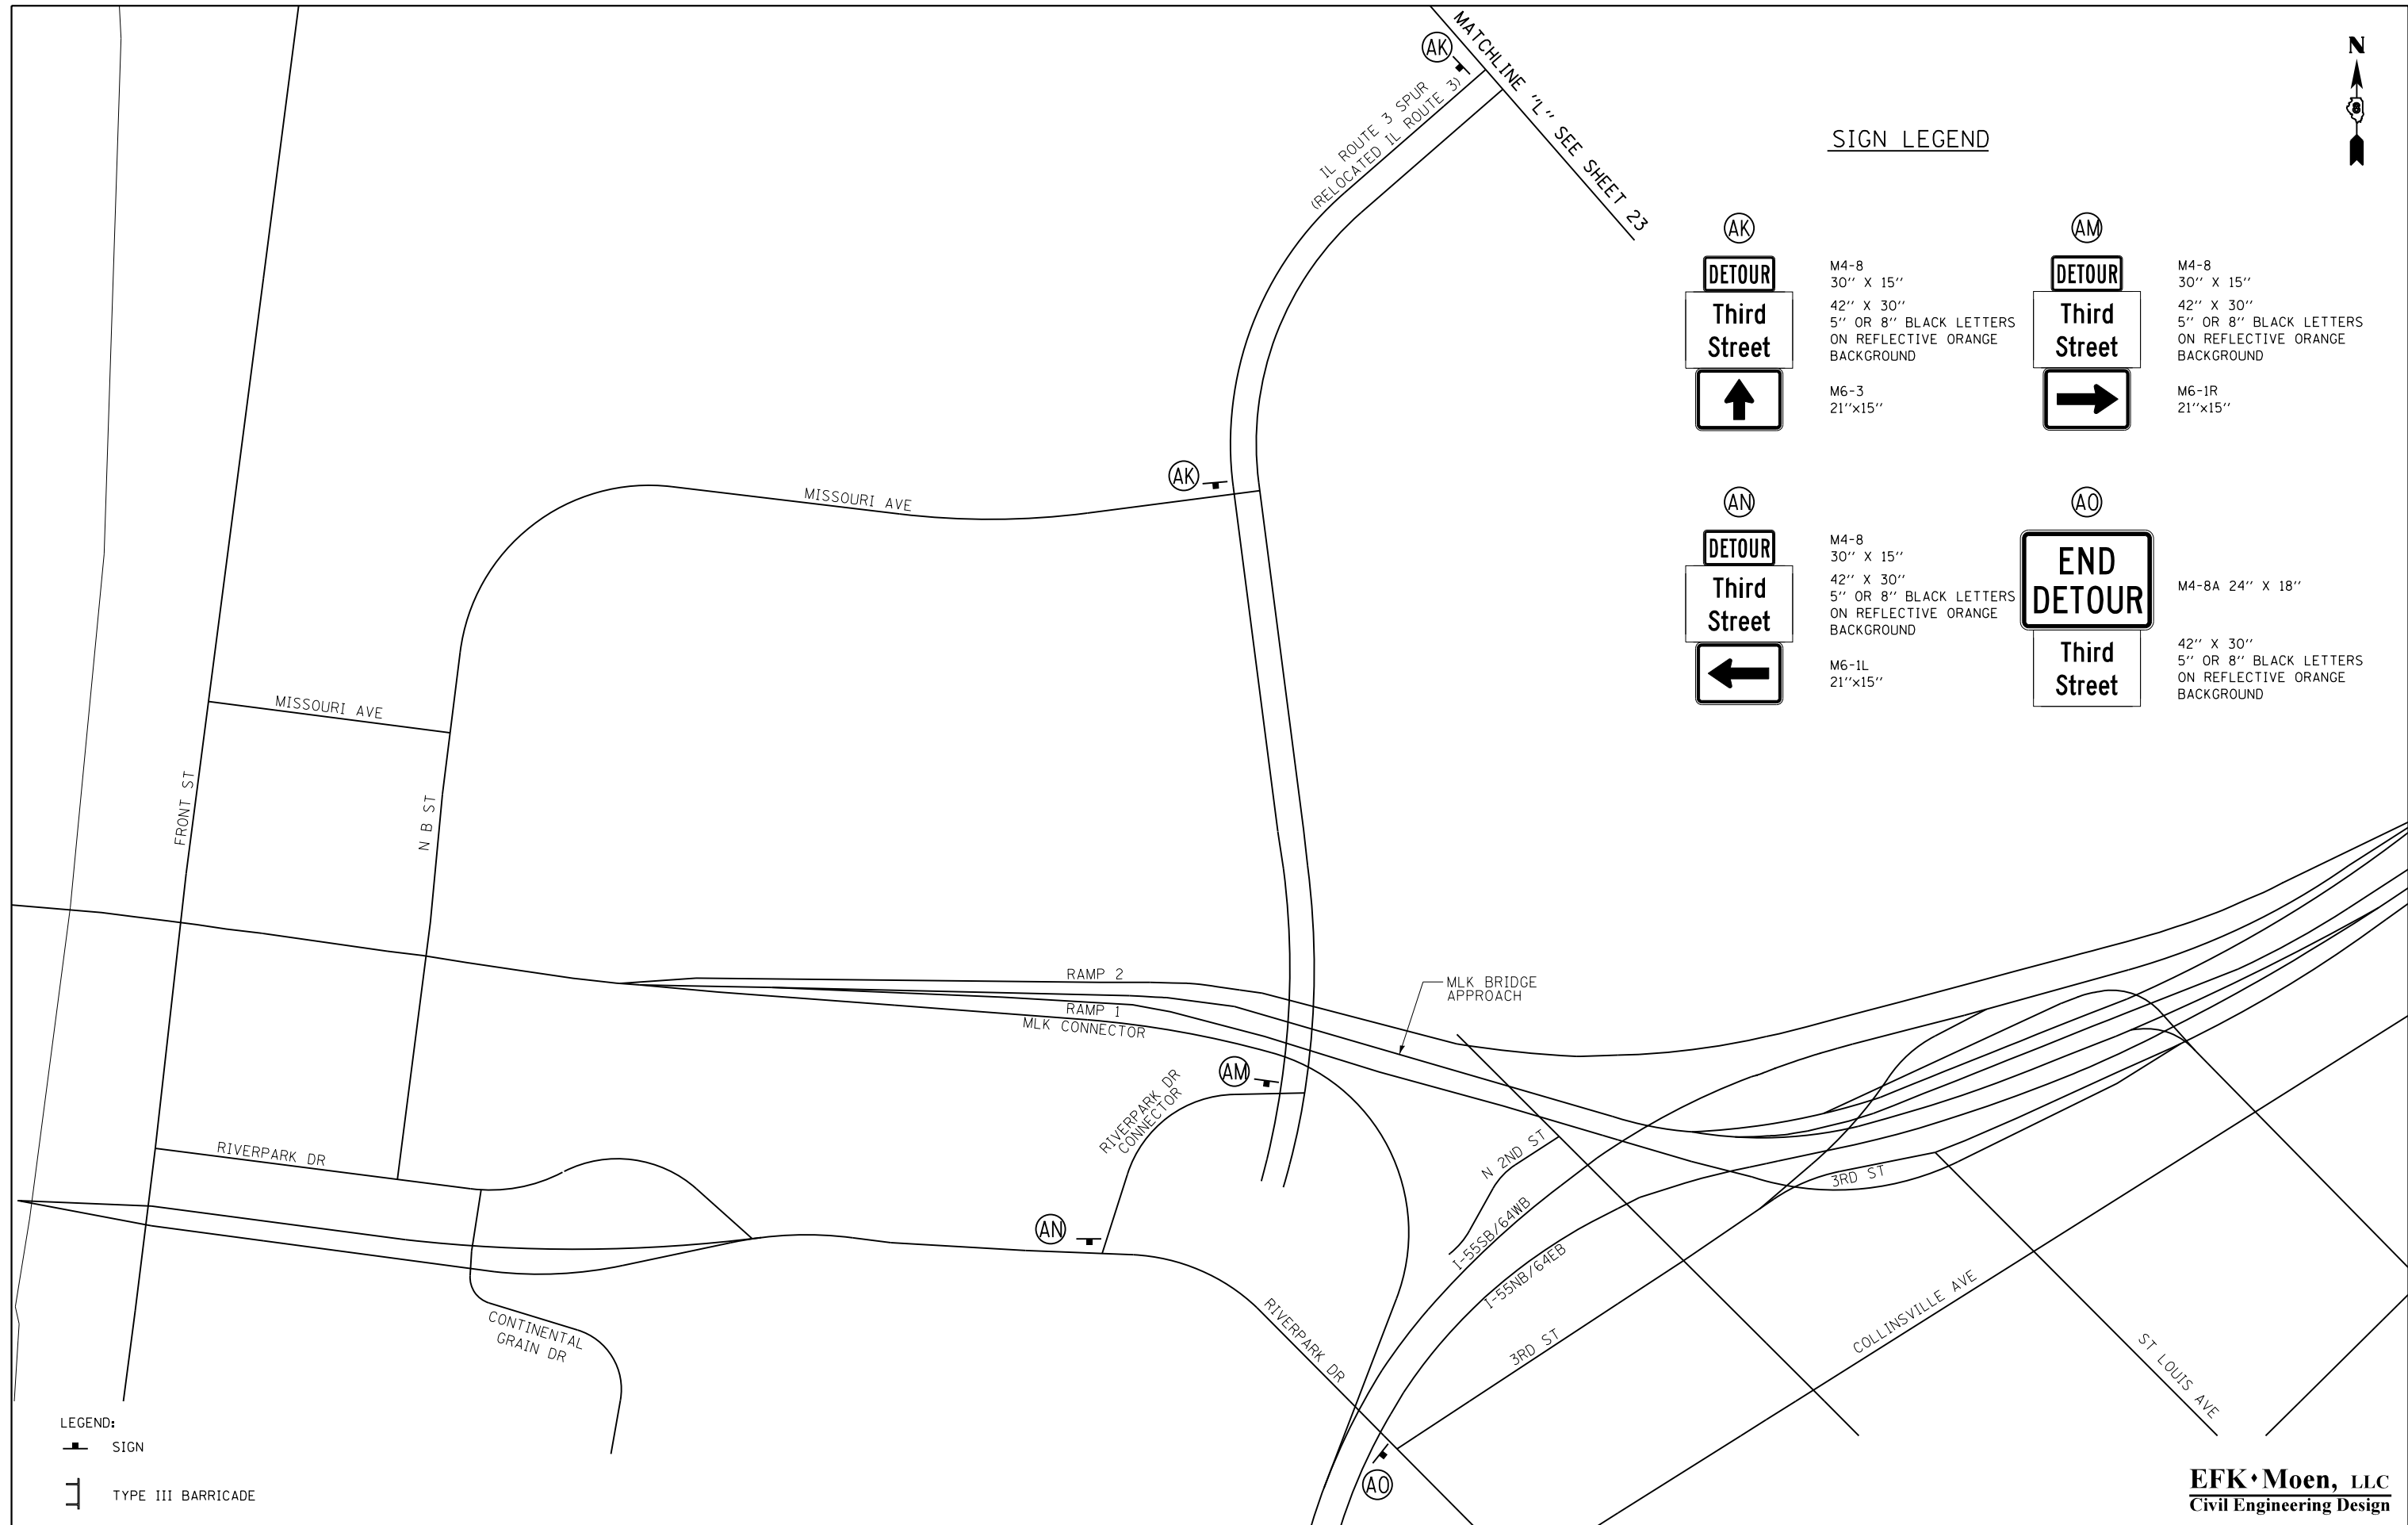 AK
MATCHLINE "L" SEE SHEET 23
N
8
IL ROUTE 3 SPUR
(RELOCATED IL ROUTE 3)
SIGN LEGEND
AK
DETOUR
Third
Street
M4-8
30" X 15"
42" X 30"
5" OR 8" BLACK LETTERS
ON REFLECTIVE ORANGE
BACKGROUND
M6-3
21"x15"
AM
DETOUR
Third
Street
M4-8
30" X 15"
42" X 30"
5" OR 8" BLACK LETTERS
ON REFLECTIVE ORANGE
BACKGROUND
M6-1R
21"x15"
AN
DETOUR
Third
Street
M4-8
30" X 15"
42" X 30"
5" OR 8" BLACK LETTERS
ON REFLECTIVE ORANGE
BACKGROUND
M6-1L
21"x15"
AO
END
DETOUR
Third
Street
M4-8A 24" X 18"
42" X 30"
5" OR 8" BLACK LETTERS
ON REFLECTIVE ORANGE
BACKGROUND
AK
MISSOURI AVE
MISSOURI AVE
FRONT ST
N B ST
RAMP 2
RAMP 1
MLK CONNECTOR
MLK BRIDGE
APPROACH
AM
RIVERPARK DR
CONNECTOR
RIVERPARK DR
AN
N 2ND ST
3RD ST
I-55SB/64WB
I-55NB/64EB
CONTINENTAL
GRAIN DR
RIVERPARK DR
3RD ST
COLLINSVILLE AVE
ST LOUIS AVE
AO
LEGEND:
SIGN
TYPE III BARRICADE
EFK•Moen, LLC
Civil Engineering Design